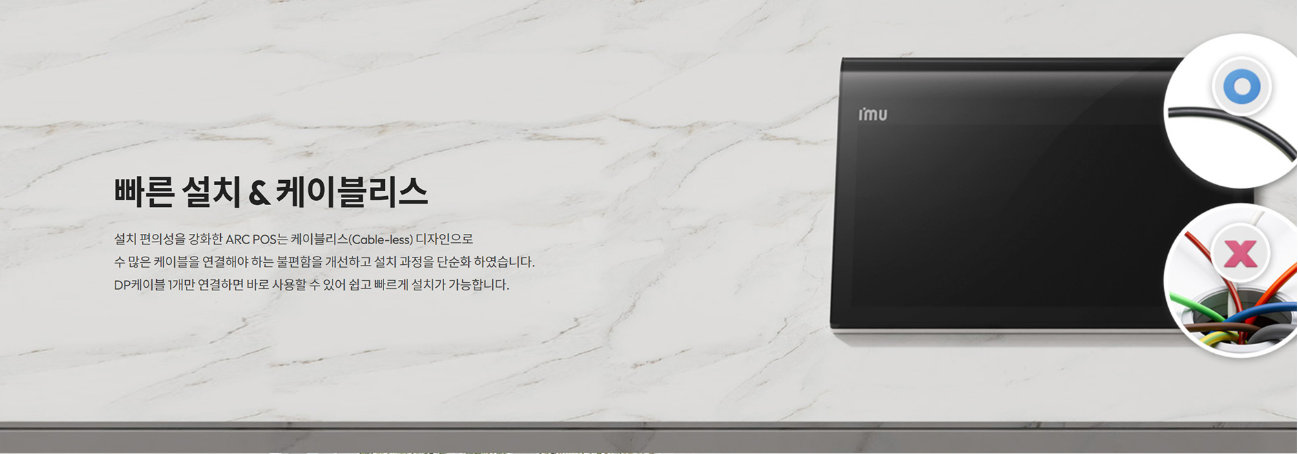 빠른 설치 & 케이블리스
설치 편의성을 강화한 ARC POS는 케이블리스(Cable-less) 디자인으로
수 많은 케이블을 연결해야 하는 불편함을 개선하고 설치 과정을 단순화 하였습니다.
DP케이블 1개만 연결하면 바로 사용할 수 있어 쉽고 빠르게 설치가 가능합니다.
imu